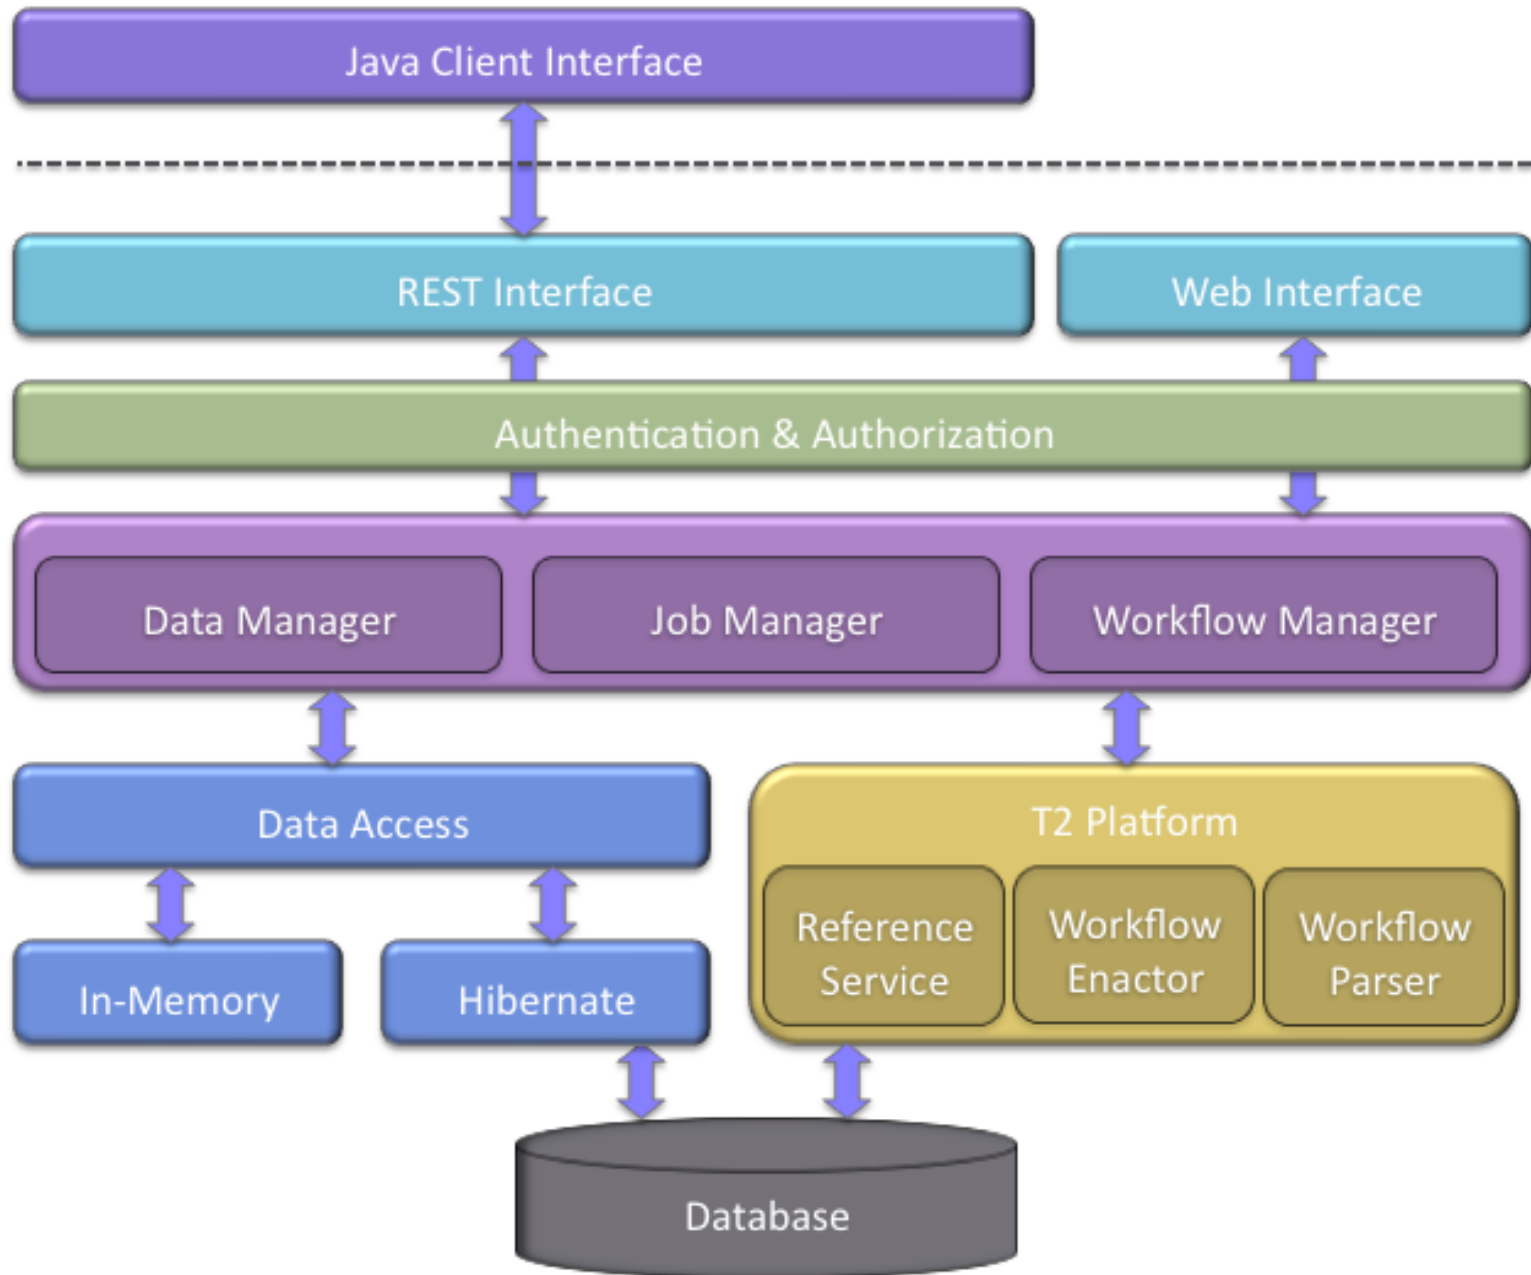 Java Client Interface
REST Interface
Web Interface
Authentication & Authorization
Data Manager
Job Manager
Workflow Manager
Data Access
T2 Platform
Reference
Service
Workflow
Enactor
Workflow
Parser
In-Memory
Hibernate
Database